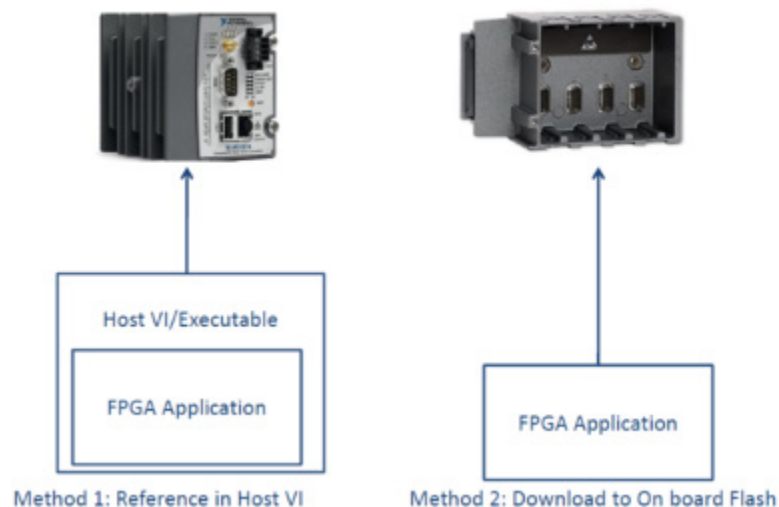 Host VI/Executable
FPGA Application
Method 1: Reference in Host VI
FPGA Application
Method 2: Download to On board Flash